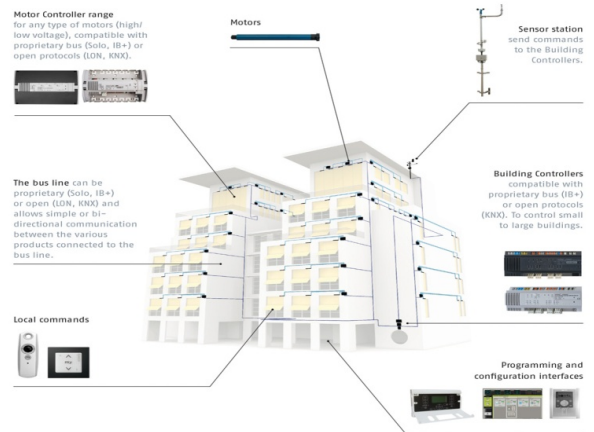 Motor Controller range
for any type of motors (high/
low voltage), compatible with
proprietary bus (Solo, IB+) or
open protocols (LON, KNX).
Motors
Sensor station
send commands
to the Building
Controllers.
The bus line can be
proprietary (Solo, IB+)
or open (LON, KNX) and
allows simple or bi-
directional communication
between the various
products connected to the
bus line.
Building Controllers
compatible with
proprietary bus (IB+)
or open protocols
(KNX). To control small
to large buildings.
Local commands
Programming and
configuration interfaces